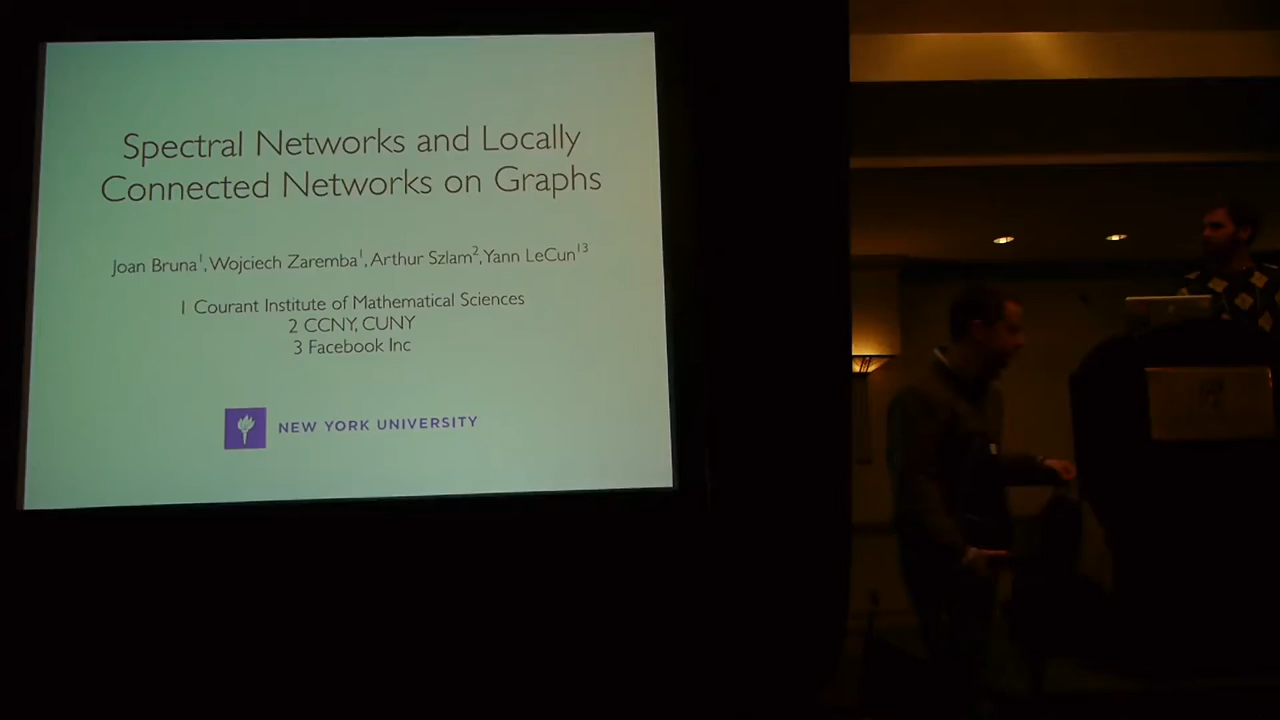 Spectral Networks and Locally
Connected Networks on Graphs
Joan Bruna¹, Wojciech Zaremba¹, Arthur Szlam², Yann LeCun¹³
1 Courant Institute of Mathematical Sciences
2 CCNY, CUNY
3 Facebook Inc
NEW YORK UNIVERSITY